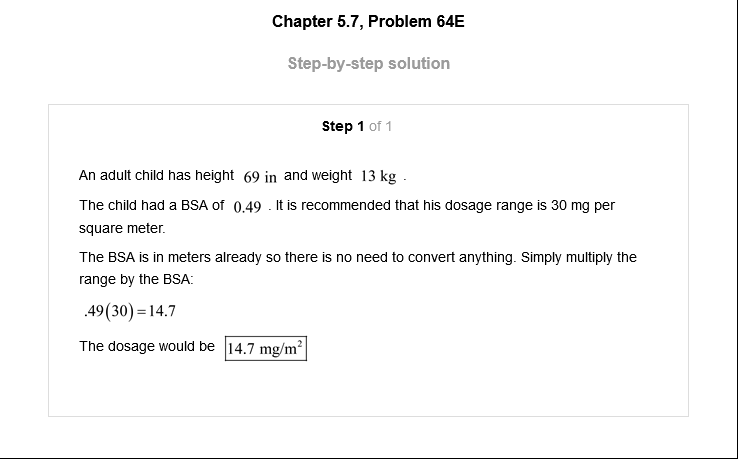 Chapter 5.7, Problem 64E
Step-by-step solution
Step 1 of 1
An adult child has height 69 in and weight 13 kg .
The child had a BSA of 0.49 . It is recommended that his dosage range is 30 mg per
square meter.
The BSA is in meters already so there is no need to convert anything. Simply multiply the
range by the BSA:
.49(30)=14.7
The dosage would be 14.7 mg/m²